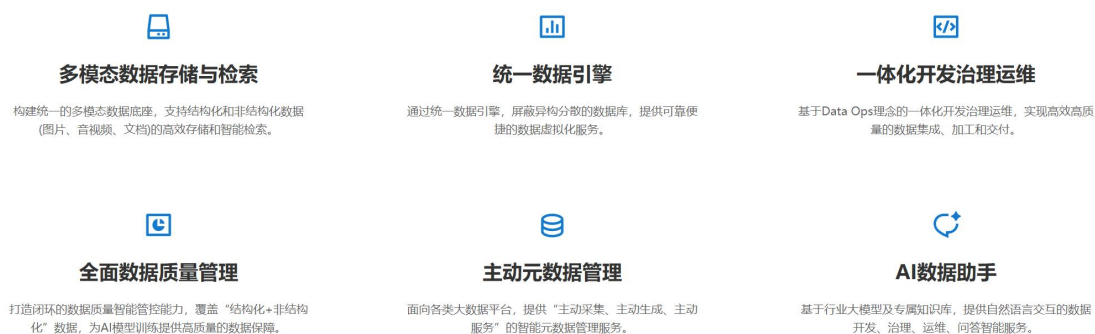 多模态数据存储与检索
构建统一的多模态数据底座，支持结构化和非结构化数据
(图片、音视频、文档)的高效存储和智能检索。
统一数据引擎
通过统一数据引擎，屏蔽异构分散的数据库，提供可靠便
捷的数据虚拟化服务。
一体化开发治理运维
基于Data Ops理念的一体化开发治理运维，实现高效高质
量的数据集成、加工和交付。
全面数据质量管理
打造闭环的数据质量智能管控能力，覆盖“结构化+非结构
化”数据，为AI模型训练提供高质量的数据保障。
主动元数据管理
面向各类大数据平台，提供“主动采集、主动生成、主动
服务”的智能元数据管理服务。
AI数据助手
基于行业大模型及专属知识库，提供自然语言交互的数据
开发、治理、运维、问答智能服务。